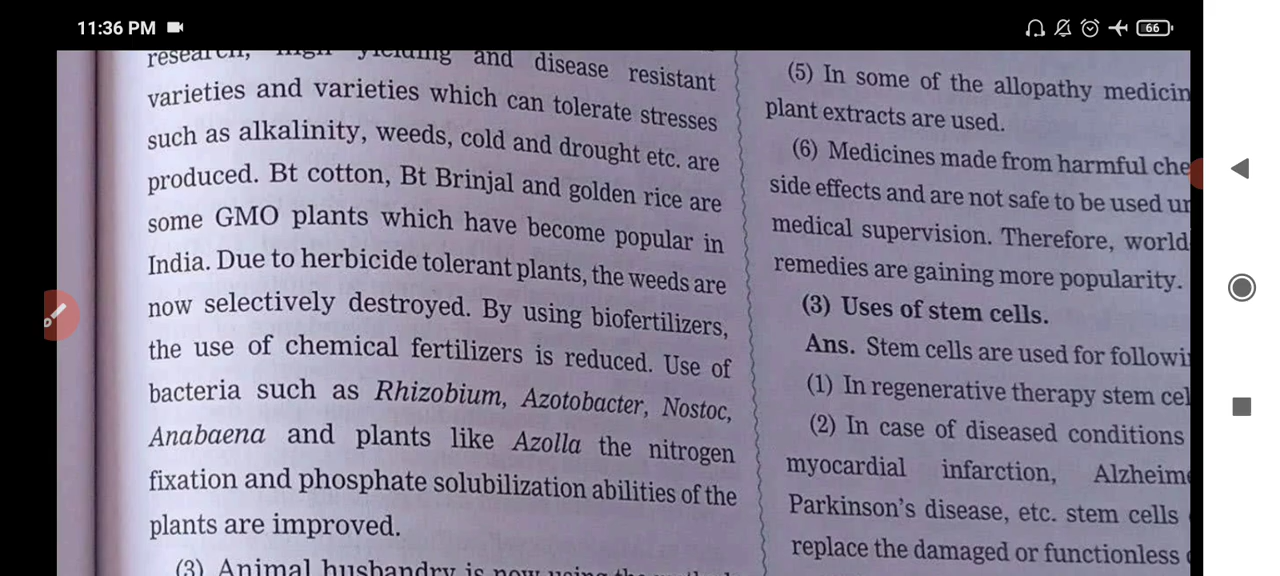 11:36 PM
66
research, high yielding and disease resistant
varieties and varieties which can tolerate stresses
such as alkalinity, weeds, cold and drought etc. are
produced. Bt cotton, Bt Brinjal and golden rice are
some GMO plants which have become popular in
India. Due to herbicide tolerant plants, the weeds are
now selectively destroyed. By using biofertilizers,
the use of chemical fertilizers is reduced. Use of
bacteria such as Rhizobium, Azotobacter, Nostoc,
Anabaena and plants like Azolla the nitrogen
fixation and phosphate solubilization abilities of the
plants are improved.
(3) Animal husbandry is now using the
(5) In some of the allopathy medicin
plant extracts are used.
(6) Medicines made from harmful che
side effects and are not safe to be used un
medical supervision. Therefore, world
remedies are gaining more popularity.
(3) Uses of stem cells.
Ans. Stem cells are used for followi
(1) In regenerative therapy stem cel
(2) In case of diseased conditions
myocardial infarction, Alzheime
Parkinson's disease, etc. stem cells
replace the damaged or functionless